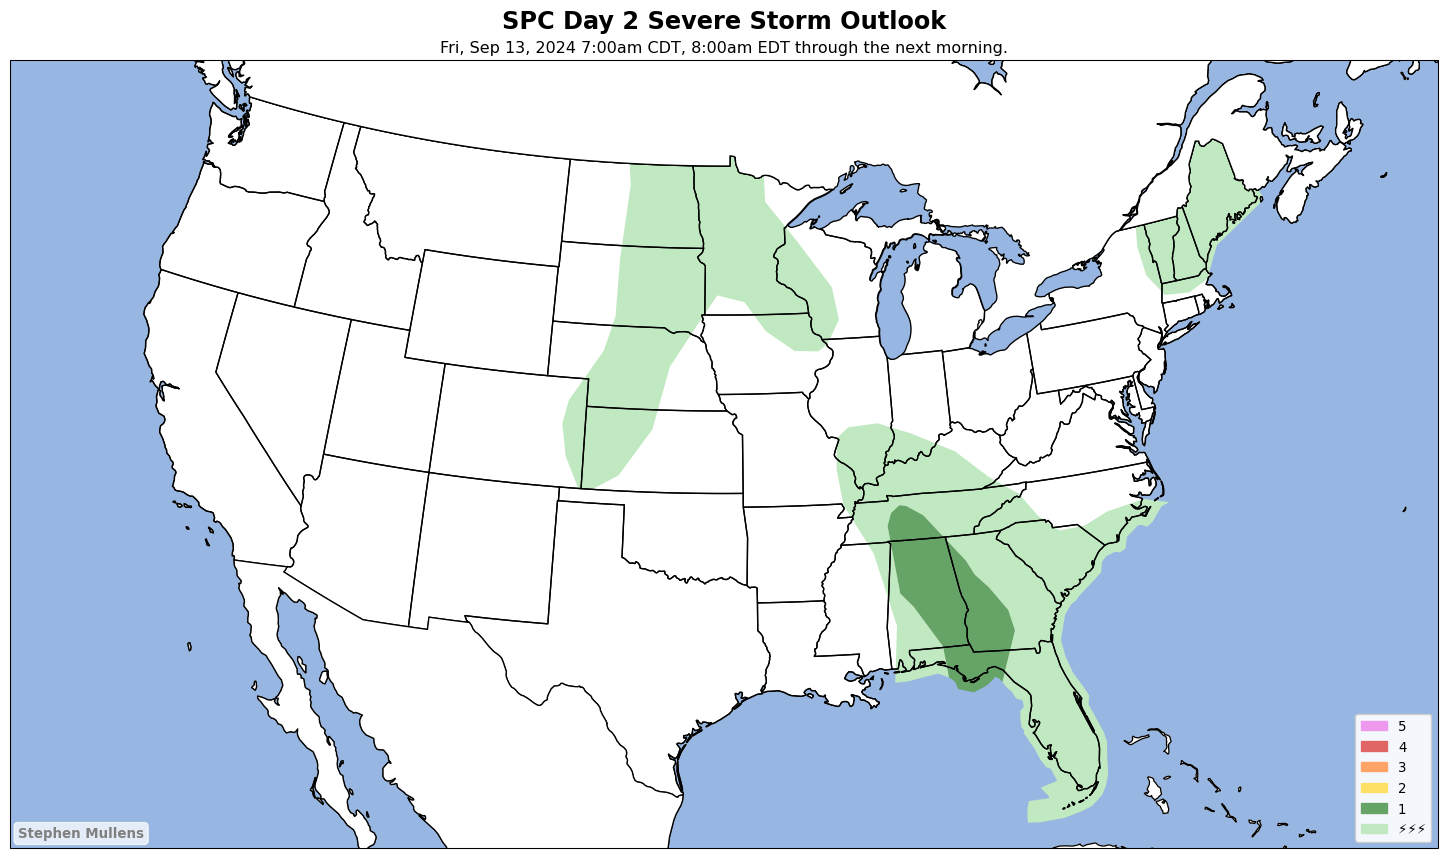 SPC Day 2 Severe Storm Outlook
Fri, Sep 13, 2024 7:00am CDT, 8:00am EDT through the next morning.
5
4
3
2
1
⚡⚡⚡
Stephen Mullens